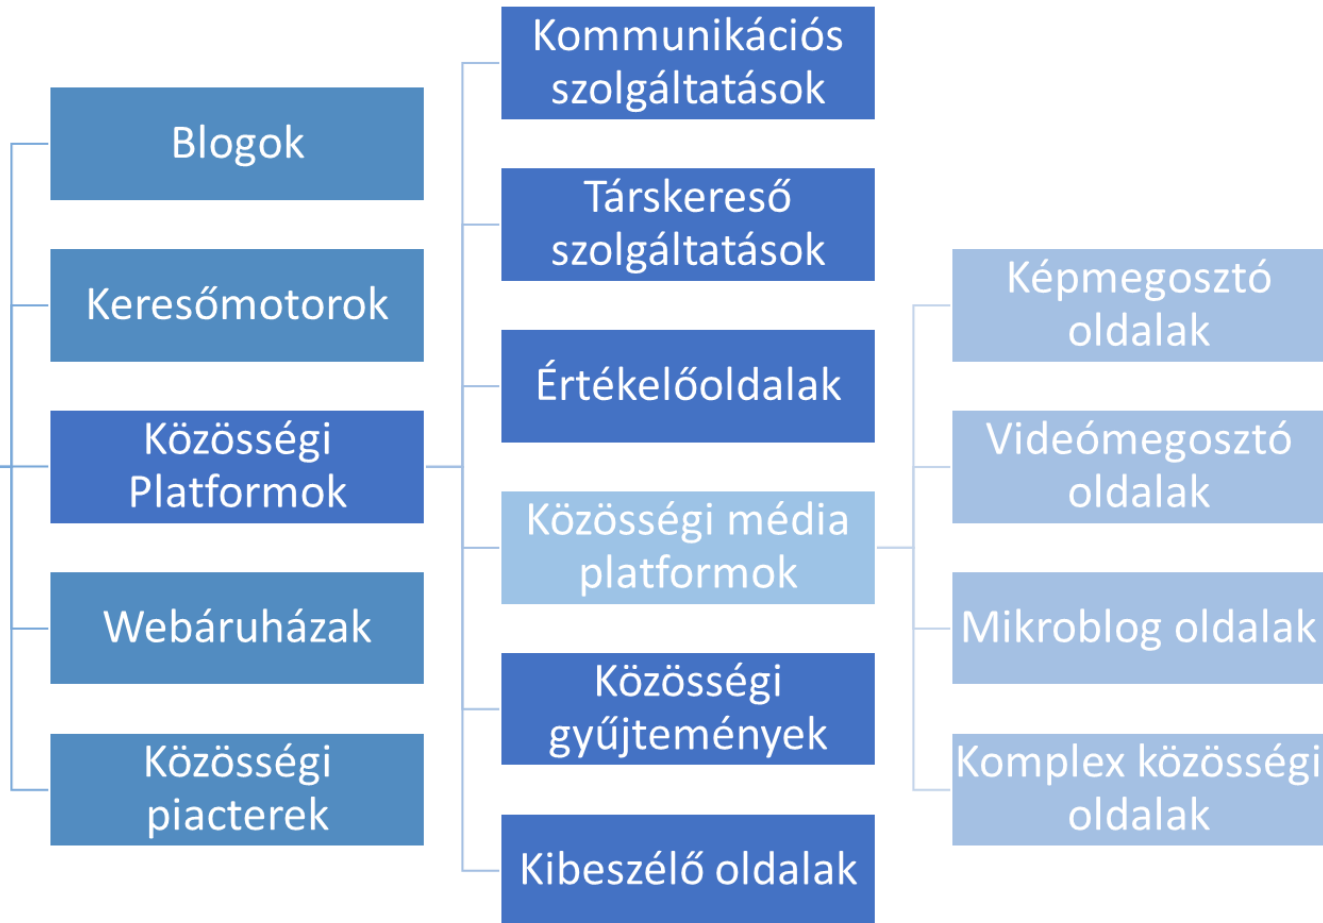 Blogok
Keresőmotorok
Közösségi
Platformok
Webáruházak
Közösségi
piacterek
Kommunikációs
szolgáltatások
Társkereső
szolgáltatások
Értékelőoldalak
Közösségi média
platformok
Közösségi
gyűjtemények
Kibeszélő oldalak
Képmegosztó
oldalak
Videómegosztó
oldalak
Mikroblog oldalak
Komplex közösségi
oldalak